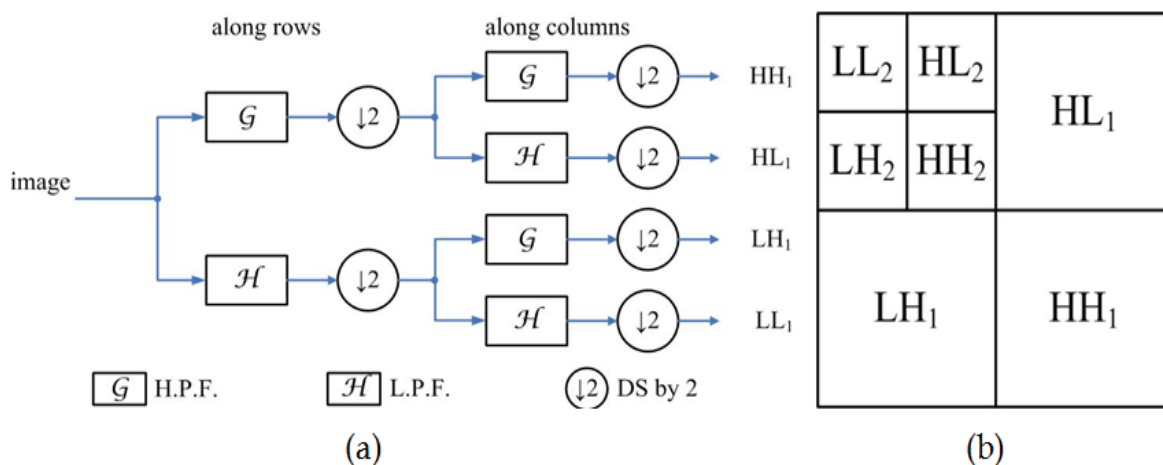 along rows
along columns
G
↓2
HH₁
G
↓2
H
↓2
HL₁
image
G
↓2
LH₁
H
↓2
H
↓2
LL₁
G H.P.F.
H L.P.F.
↓2 DS by 2
(a)
LL₂ HL₂
HL₁
LH₂ HH₂
LH₁ HH₁
(b)